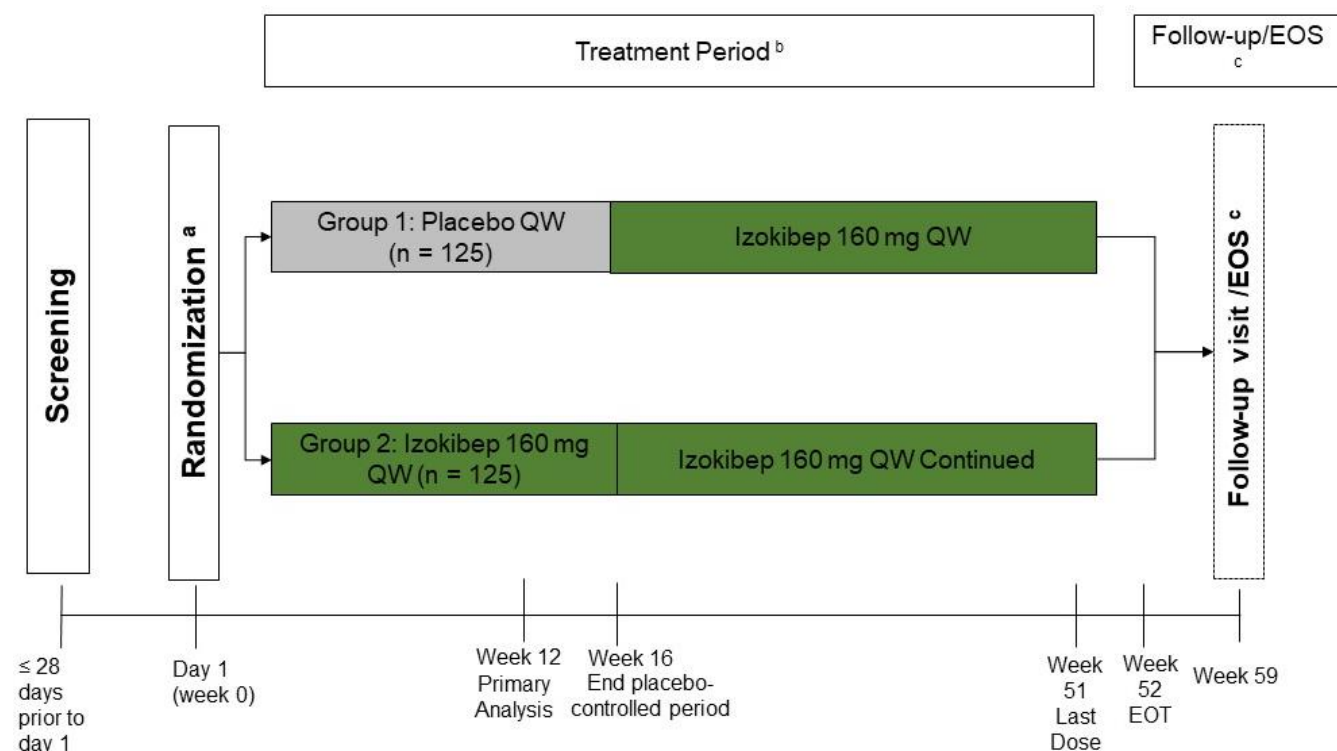 Treatment Period b
Follow-up/EOS
c
Screening
Randomization a
Group 1: Placebo QW
(n = 125)
Izokibep 160 mg QW
Group 2: Izokibep 160 mg
QW (n = 125)
Izokibep 160 mg QW Continued
Follow-up visit /EOS c
≤ 28
days
prior to
day 1
Day 1
(week 0)
Week 12
Primary
Analysis
Week 16
End placebo-
controlled period
Week
51
Last
Dose
Week
52
EOT
Week 59